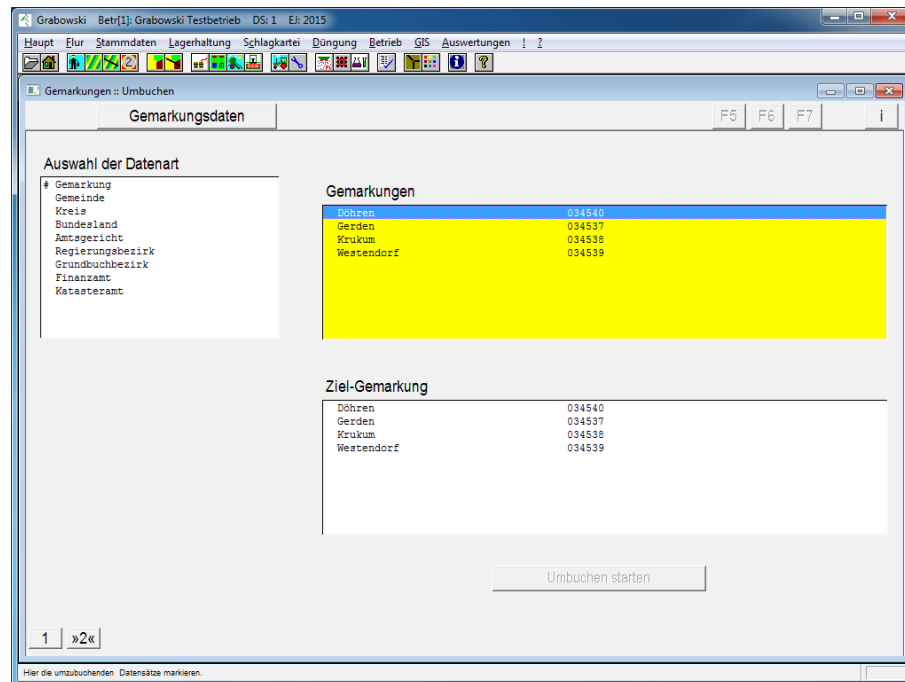 Grabowski Betr[1]: Grabowski Testbetrieb DS: 1 EJ: 2015
Haupt Flur Stammdaten Lagerhaltung Schlagkartei Düngung Betrieb GIS Auswertungen ! ?
Gemarkungen :: Umbuchen
Gemarkungsdaten F5 F6 F7 i
Auswahl der Datenart
# Gemarkung
Gemeinde
Kreis
Bundesland
Amtsgericht
Regierungsbezirk
Grundbuchbezirk
Finanzamt
Katasteramt
Gemarkungen
Döhren 034540
Gerden 034537
Krukum 034538
Westendorf 034539
Ziel-Gemarkung
Döhren 034540
Gerden 034537
Krukum 034538
Westendorf 034539
Umbuchen starten
1 »2«
Hier die umzubuchenden Datensätze markieren.